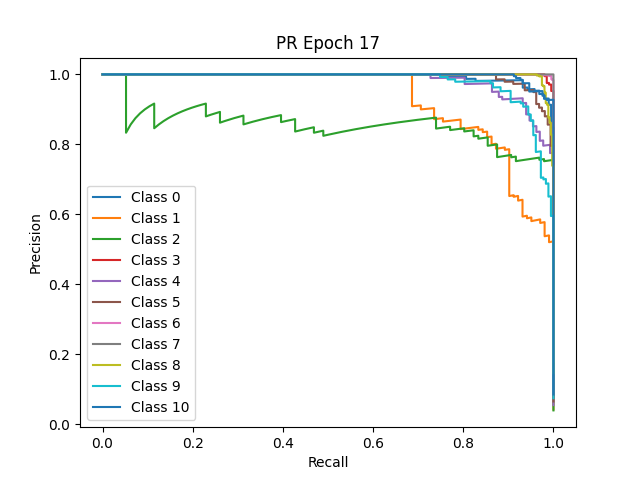 PR Epoch 17
Precision
1.0
0.8
0.6
0.4
0.2
0.0
Class 0
Class 1
Class 2
Class 3
Class 4
Class 5
Class 6
Class 7
Class 8
Class 9
Class 10
0.0 0.2 0.4 0.6 0.8 1.0
Recall